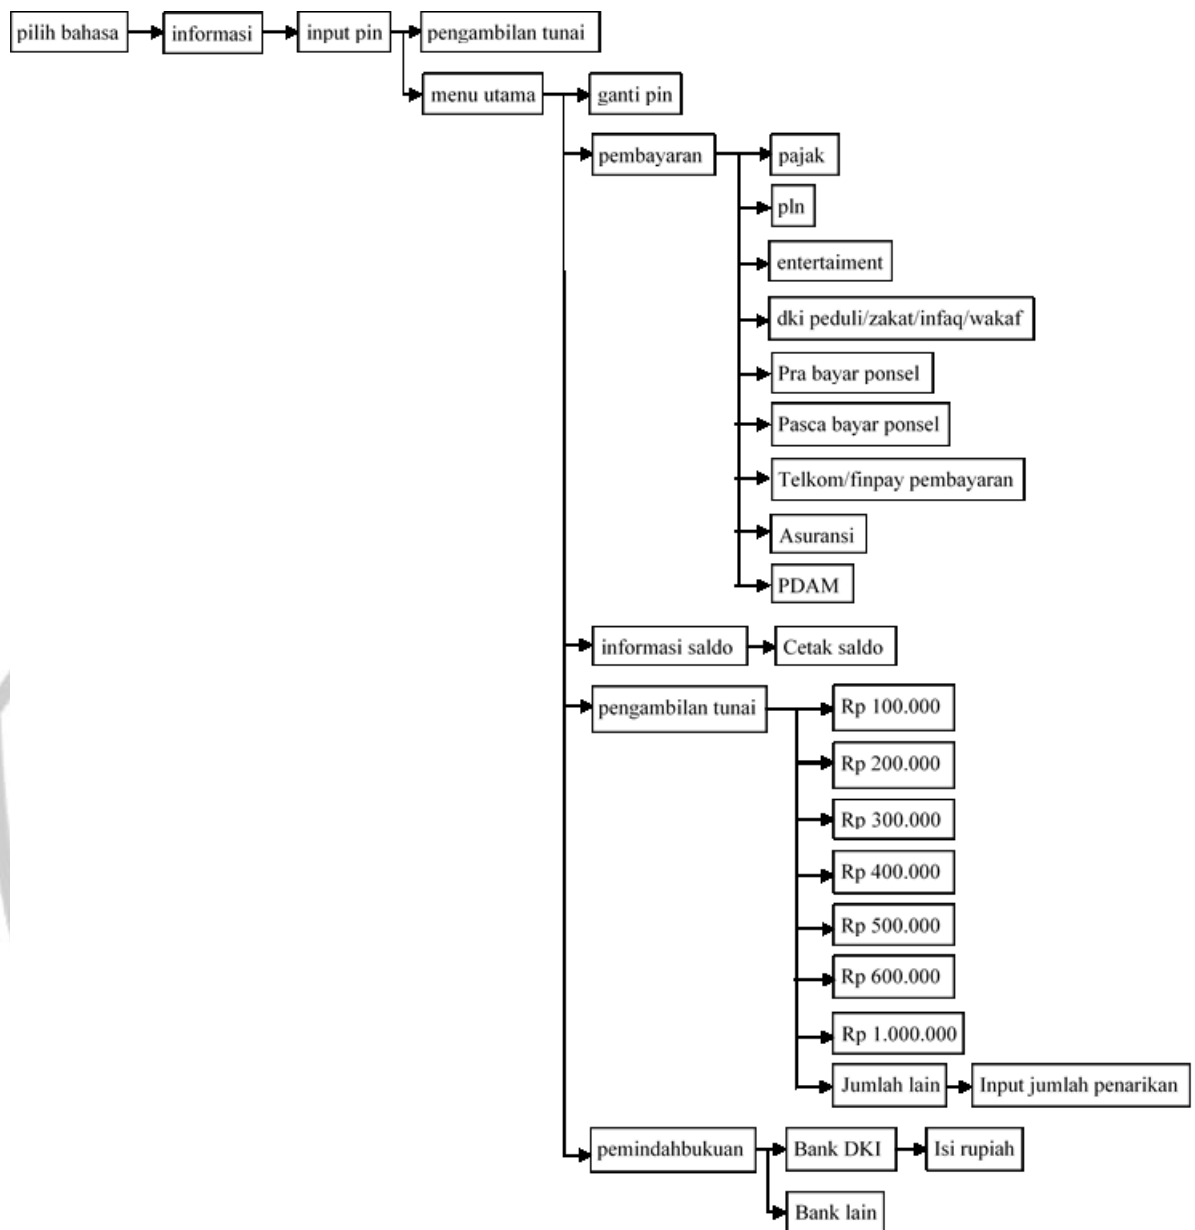 pilih bahasa
informasi
input pin
pengambilan tunai
menu utama
ganti pin
pembayaran
pajak
pln
entertaiment
dki peduli/zakat/infaq/wakaf
Pra bayar ponsel
Pasca bayar ponsel
Telkom/finpay pembayaran
Asuransi
PDAM
informasi saldo
Cetak saldo
pengambilan tunai
Rp 100.000
Rp 200.000
Rp 300.000
Rp 400.000
Rp 500.000
Rp 600.000
Rp 1.000.000
Jumlah lain
Input jumlah penarikan
pemindahbukuan
Bank DKI
Isi rupiah
Bank lain